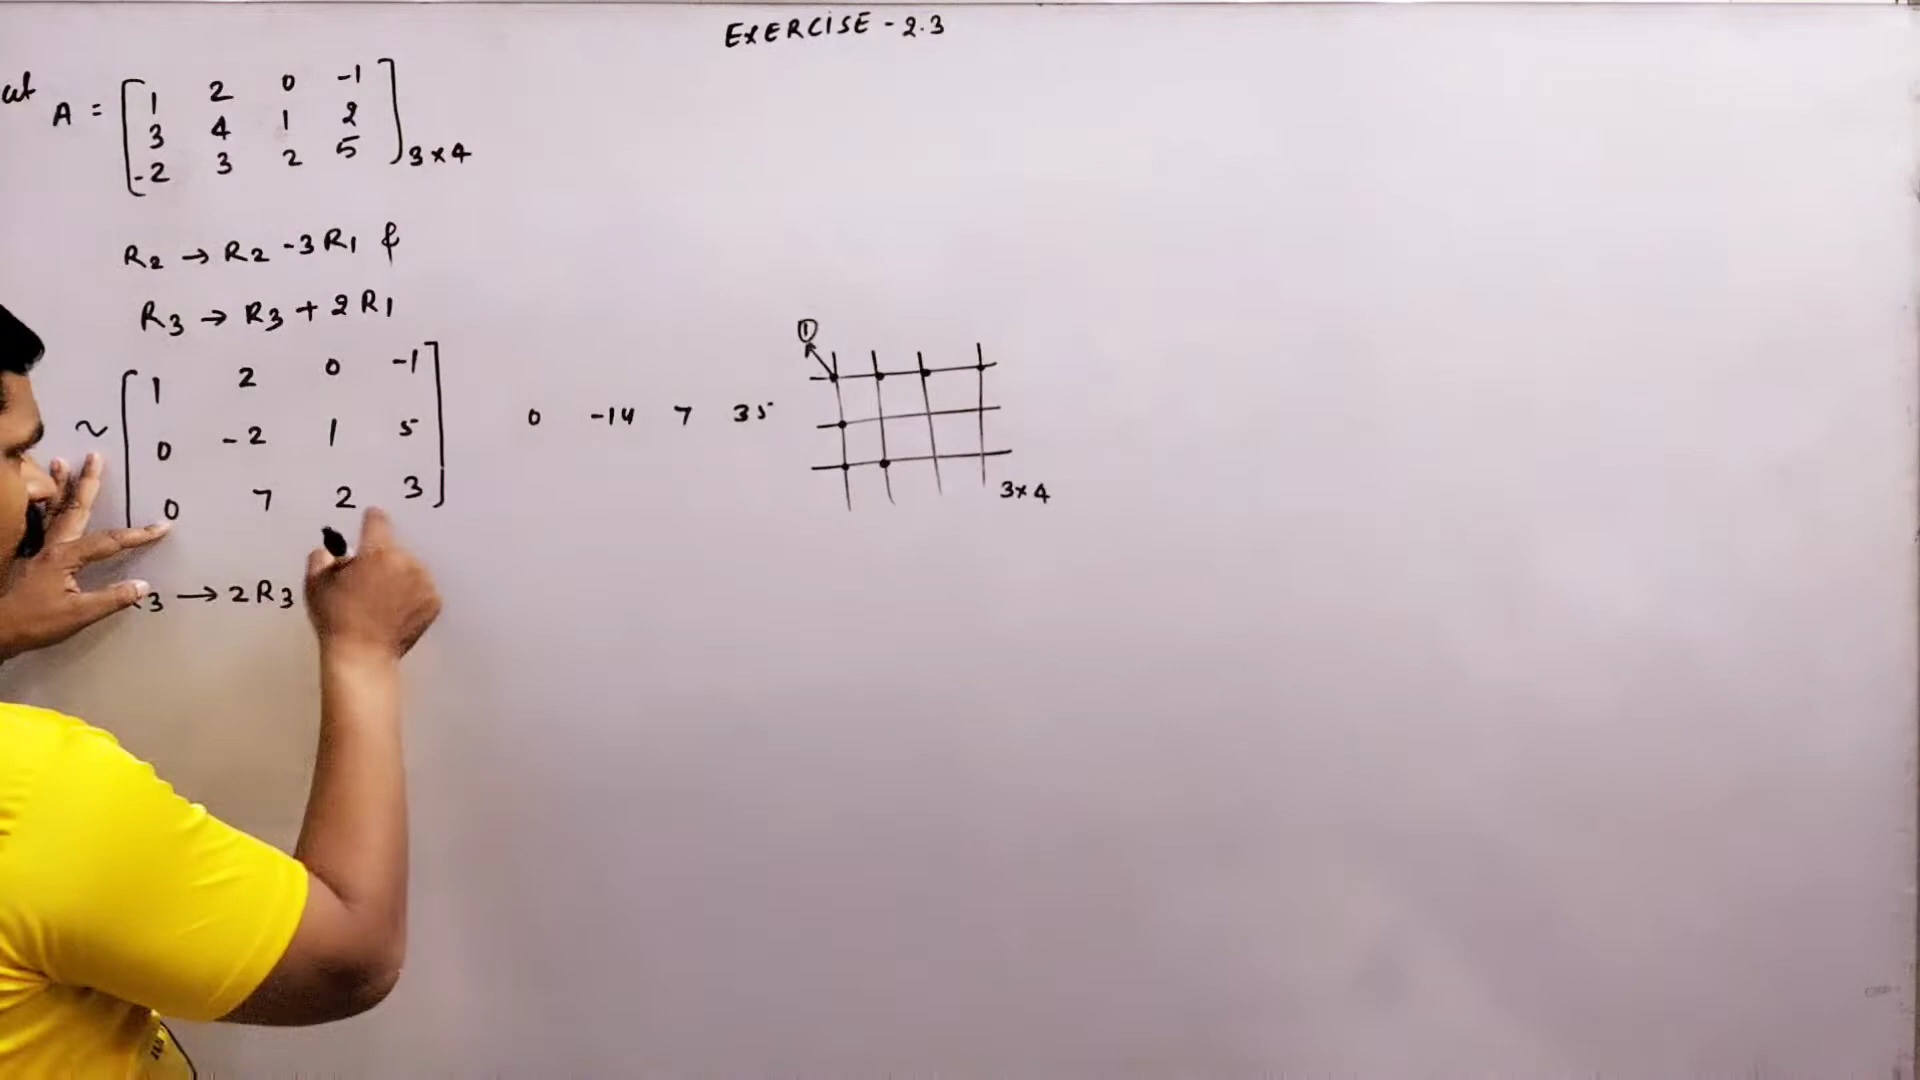 EXERCISE - 2.3
A = [ 1 2 0 -1
3 4 1 2
-2 3 2 5 ] 3×4
R2 → R2 -3R1 &
R3 → R3 + 2R1
~ [ 1 2 0 -1
0 -2 1 5
0 7 2 3 ]
0 -14 7 35
①
3×4
3 → 2R3